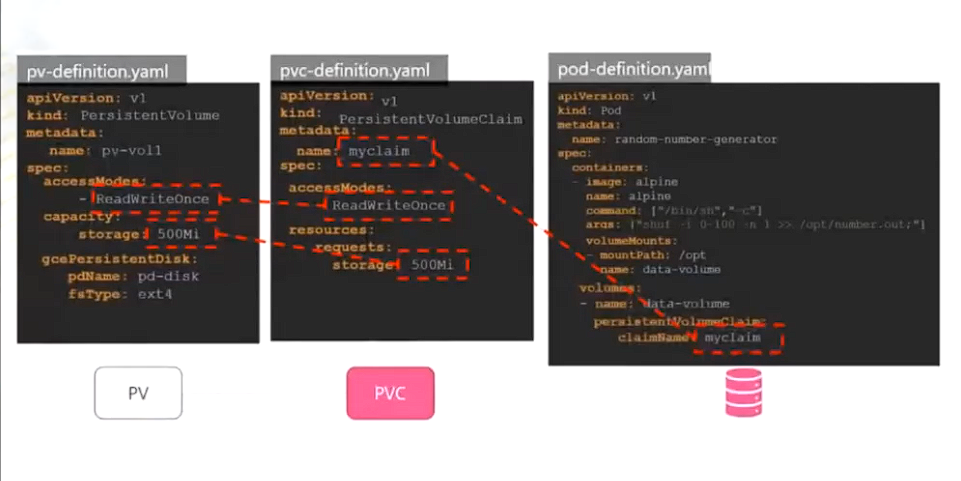 pv-definition.yaml
apiVersion: v1
kind: PersistentVolume
metadata:
name: pv-vol1
spec:
accessModes:
- ReadWriteOnce
capacity:
storage: 500Mi
gcePersistentDisk:
pdName: pd-disk
fsType: ext4
PV
pvc-definition.yaml
apiVersion: v1
kind: PersistentVolumeClaim
metadata:
name: myclaim
spec:
accessModes:
ReadWriteOnce
resources:
requests:
storage 500Mi
PVC
pod-definition.yaml
apiVersion: v1
kind: Pod
metadata:
name: random-number-generator
spec:
containers:
- image: alpine
name: alpine
command: ["/bin/sh","-c"]
args: ["shuf -i 0-100 -n 1 >> /opt/number.out;"]
volumeMounts:
- mountPath: /opt
name: data-volume
volumes:
- name: data-volume
persistentVolumeClaim:
claimName myclaim